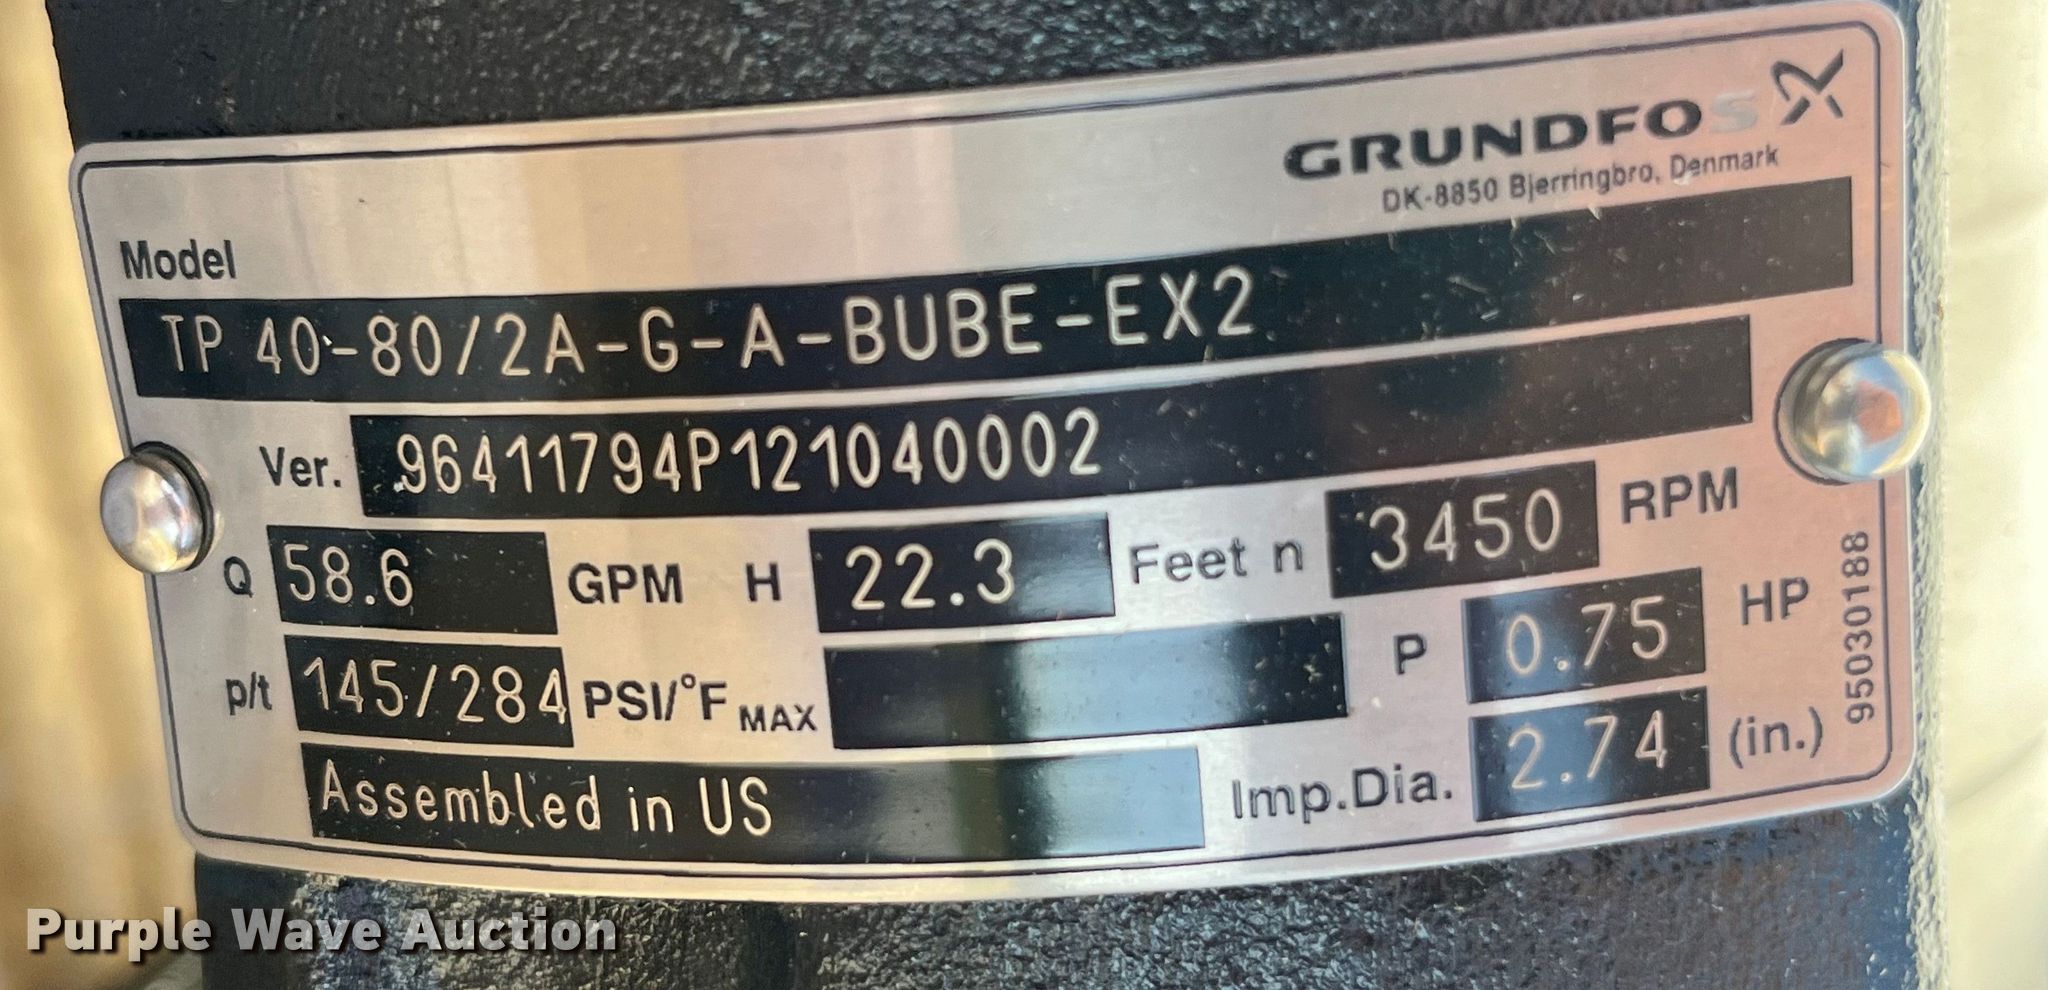 GRUNDFOS
DK-8850 Bjerringbro, Denmark
Model
TP 40-80/2A-G-A-BUBE-EX2
Ver. 96411794P121040002
Q 58.6 GPM H 22.3 Feet n 3450 RPM
p/t 145/284 PSI/°F MAX P 0.75 HP
Assembled in US Imp.Dia. 2.74 (in.)
95030188
Purple Wave Auction